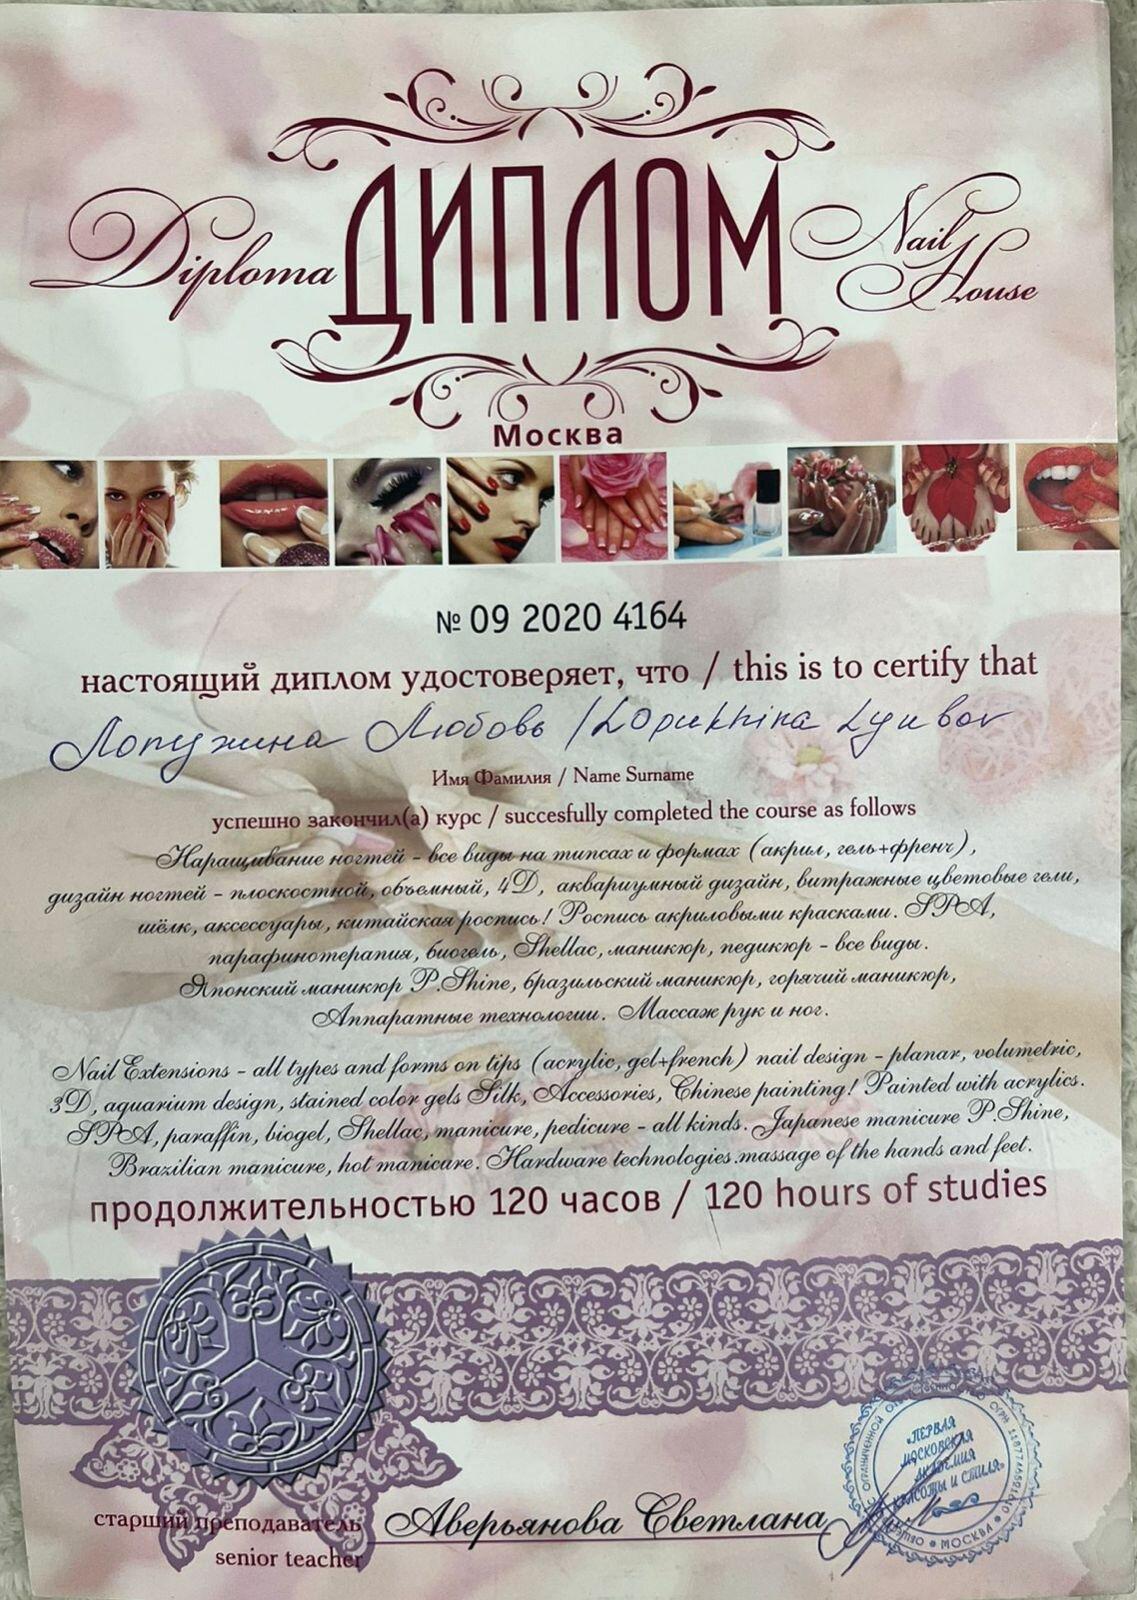 Diploma
ДИПЛОМ
Nail
House
Москва
№ 09 2020 4164
настоящий диплом удостоверяет, что / this is to certify that
Лопухина Любовь / Lopukhina Lyubov
Имя Фамилия / Name Surname
успешно закончил(а) курс / succesfully completed the course as follows
Наращивание ногтей - все виды на типсах и формах (акрил, гель+френч),
дизайн ногтей - плоскостной, объемный, 4D, аквариумный дизайн, витражные цветовые гели,
шёлк, аксессуары, китайская роспись! Роспись акриловыми красками. SPA,
парафинотерапия, биогель, Shellac, маникюр, педикюр - все виды.
Японский маникюр P.Shine, бразильский маникюр, горячий маникюр,
Аппаратные технологии. Массаж рук и ног.
Nail Extensions - all types and forms on tips (acrylic, gel+french) nail design - planar, volumetric,
3D, aquarium design, stained color gels Silk, Accessories, Chinese painting! Painted with acrylics.
SPA, paraffin, biogel, Shellac, manicure, pedicure - all kinds. Japanese manicure P.Shine,
Brazilian manicure, hot manicure. Hardware technologies.massage of the hands and feet.
продолжительностью 120 часов / 120 hours of studies
«ПЕРВАЯ
МОСКОВСКАЯ
АКАДЕМИЯ
КРАСОТЫ И СТИЛЯ»
МОСКВА
старший преподаватель
Аверьянова Светлана
senior teacher